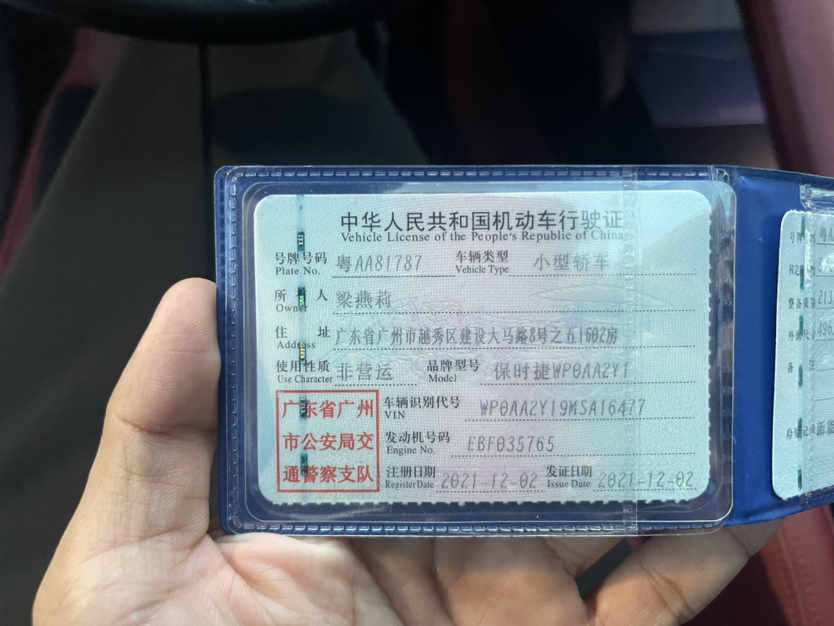 中华人民共和国机动车行驶证
Vehicle License of the People's Republic of China
号牌号码 粤AA81787 车辆类型 小型轿车
Plate No. Vehicle Type
所有人 梁燕莉
Owner
住址 广东省广州市越秀区建设大马路8号之五1602房
Address
使用性质 非营运 品牌型号 保时捷WP0AA2Y1
Use Character Model
广东省广州
市公安局交
通警察支队
车辆识别代号 WP0AA2Y19MSA16477
VIN
发动机号码 EBF035765
Engine No.
注册日期 2021-12-02 发证日期 2021-12-02
Register Date Issue Date